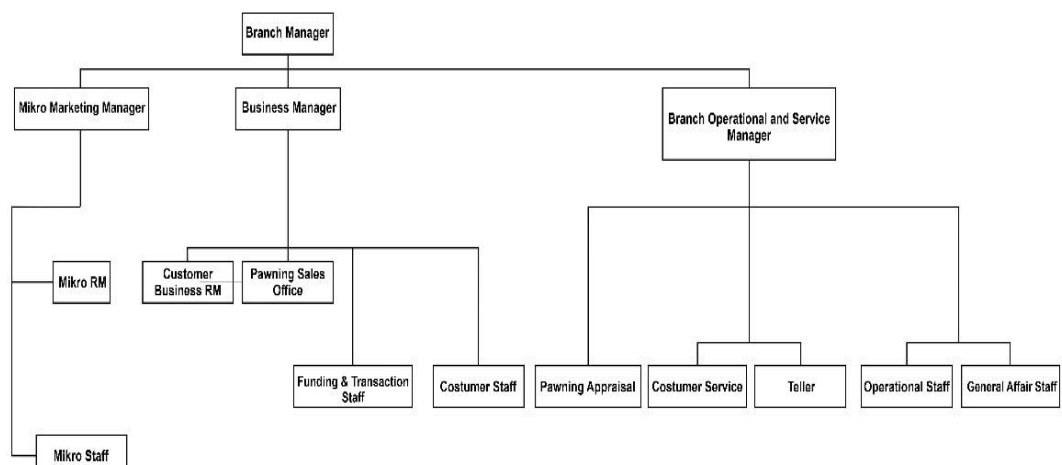 Branch Manager
Mikro Marketing Manager
Business Manager
Branch Operational and Service
Manager
Mikro RM
Customer
Business RM
Pawning Sales
Office
Funding & Transaction
Staff
Costumer Staff
Pawning Appraisal
Costumer Service
Teller
Operational Staff
General Affair Staff
Mikro Staff